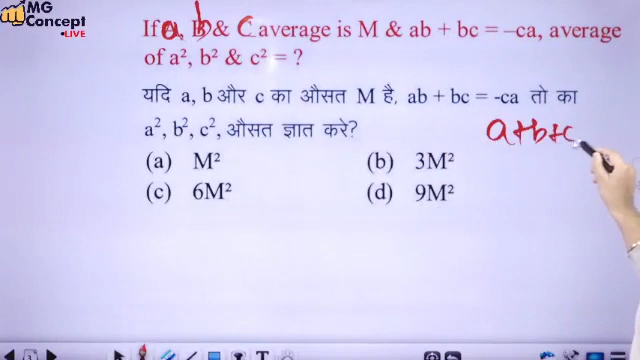 MG
Concept
LIVE
If a, b & C average is M & ab + bc = –ca, average
of a², b² & c² = ?
यदि a, b और c का औसत M है, ab + bc = -ca तो का
a², b², c², औसत ज्ञात करे?
a+b+c
(a) M² (b) 3M²
(c) 6M² (d) 9M²
3
T